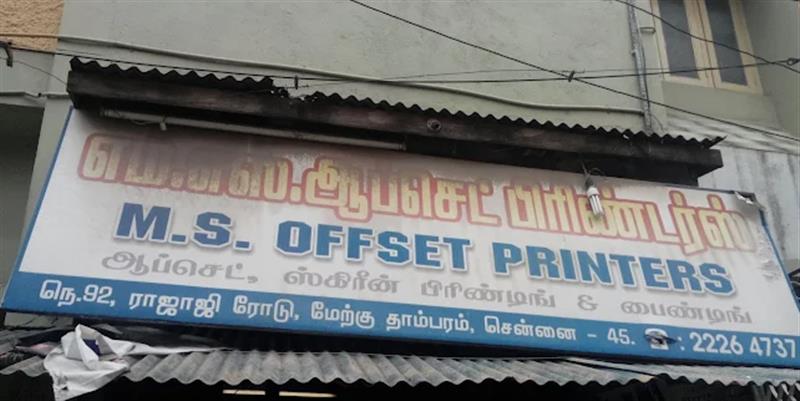 எம்.எஸ்.ஆப்செட் பிரிண்டர்ஸ்
M.S. OFFSET PRINTERS
ஆப்செட், ஸ்கிரீன் பிரிண்டிங் & பைண்டிங்
நெ.92, ராஜாஜி ரோடு, மேற்கு தாம்பரம், சென்னை - 45. ☎ : 2226 4737